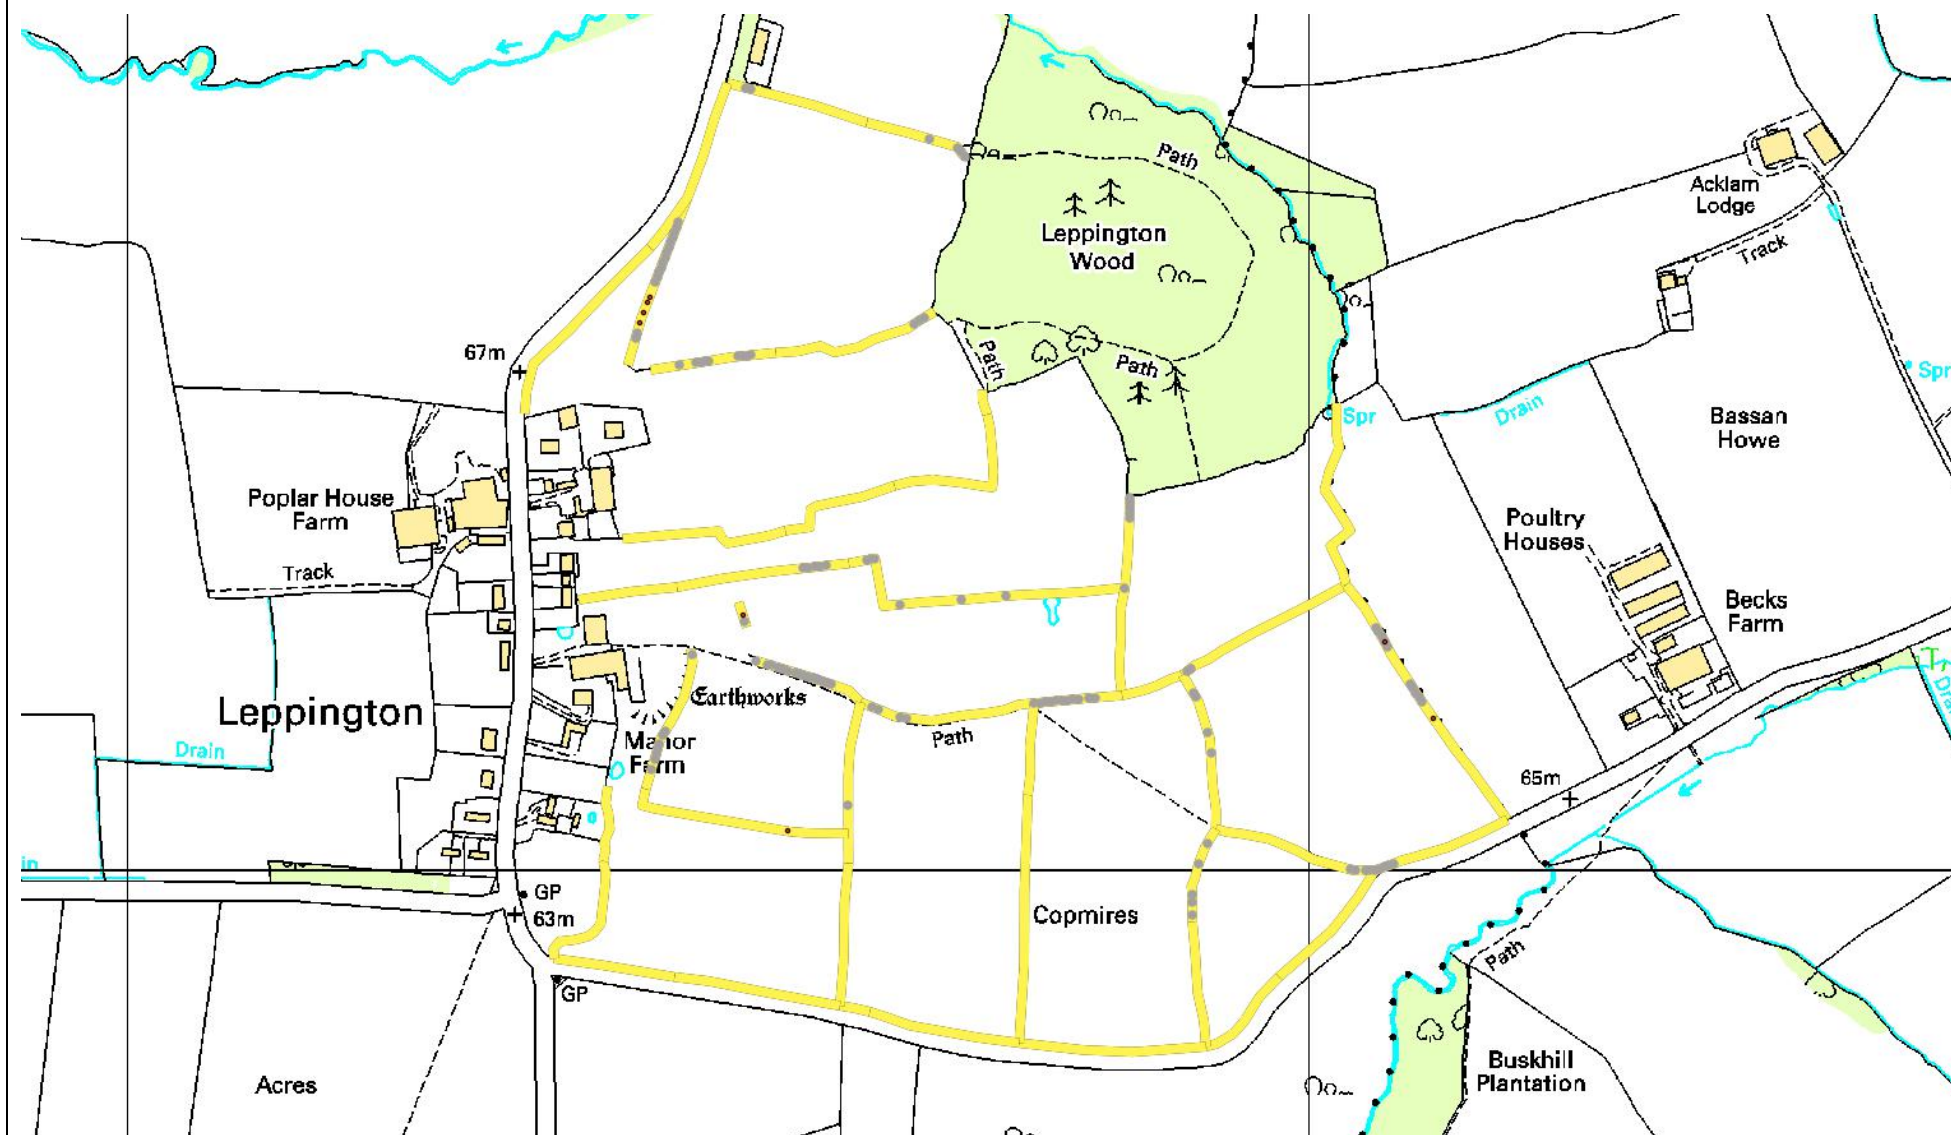 Path
Acklam
Lodge
Leppington
Wood
Track
67m
Path
Path
Spr
Spr
Drain
Bassan
Howe
Poplar House
Farm
Poultry
Houses
Track
Becks
Farm
Earthworks
Leppington
Path
Manor
Farm
Drain
65m
GP
63m
Copmires
Path
GP
Acres
Buskhill
Plantation